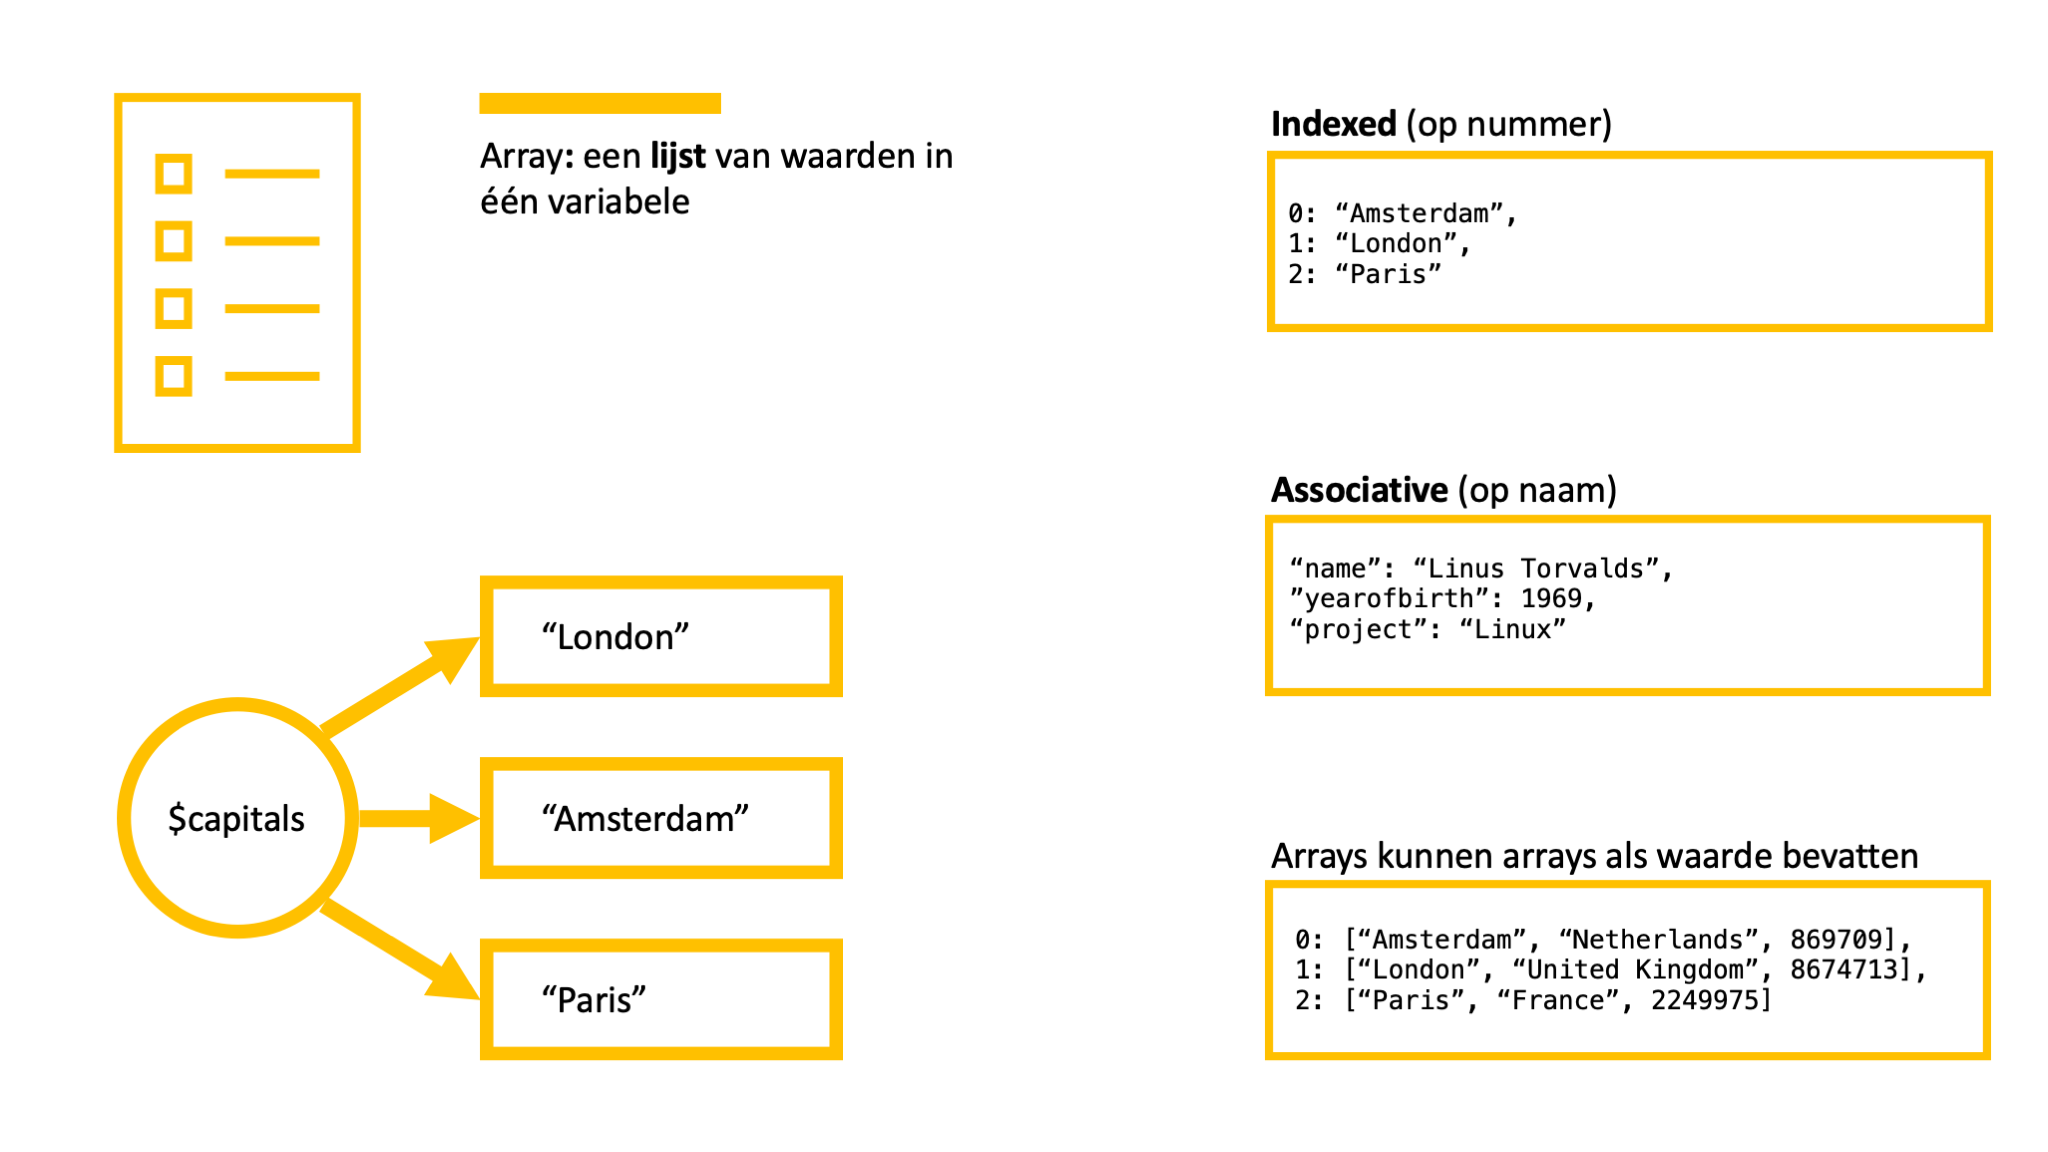 Array: een lijst van waarden in
één variabele
$capitals
“London”
“Amsterdam”
“Paris”
Indexed (op nummer)
0: “Amsterdam”,
1: “London”,
2: “Paris”
Associative (op naam)
“name”: “Linus Torvalds”,
”yearofbirth”: 1969,
“project”: “Linux”
Arrays kunnen arrays als waarde bevatten
0: [“Amsterdam”, “Netherlands”, 869709],
1: [“London”, “United Kingdom”, 8674713],
2: [“Paris”, “France”, 2249975]